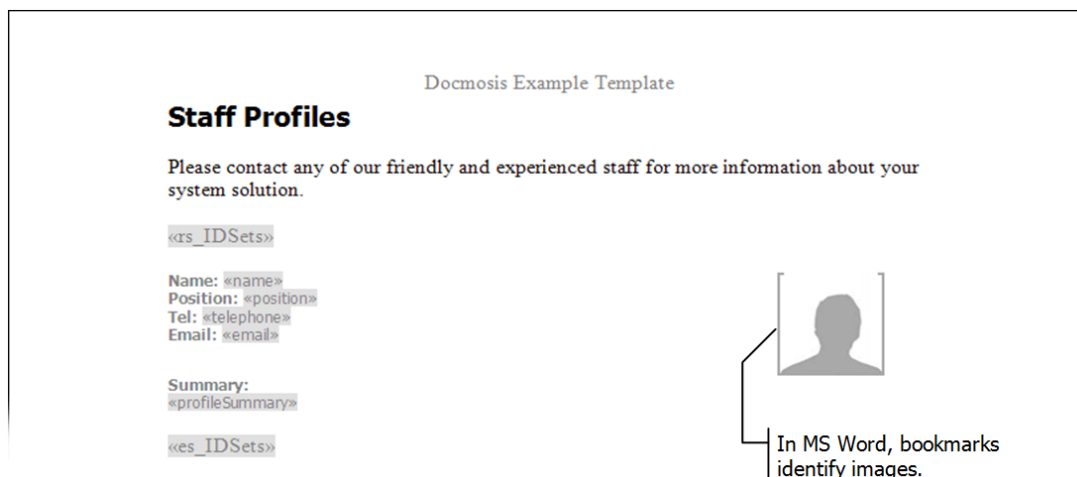 Docmosis Example Template
Staff Profiles
Please contact any of our friendly and experienced staff for more information about your
system solution.
«rs_IDSets»
Name: «name»
Position: «position»
Tel: «telephone»
Email: «email»
Summary:
«profileSummary»
«es_IDSets»
In MS Word, bookmarks
identify images.